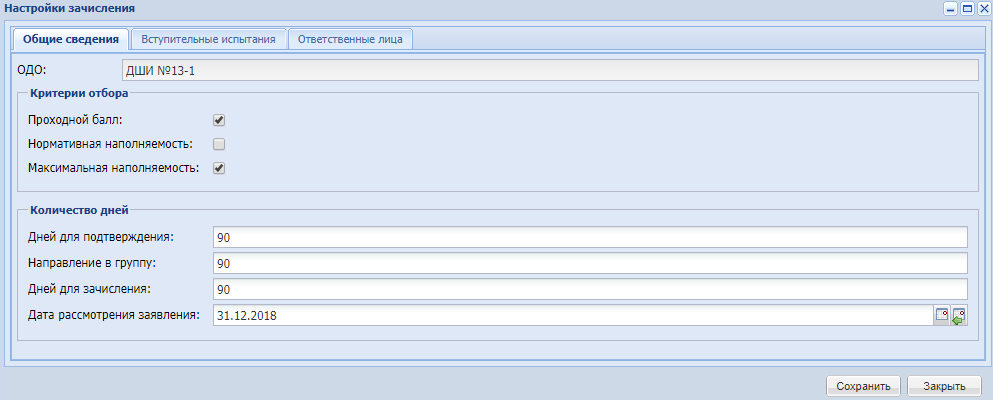 Настройки зачисления
Общие сведения Вступительные испытания Ответственные лица
ОДО: ДШИ №13-1
Критерии отбора
Проходной балл:
Нормативная наполняемость:
Максимальная наполняемость:
Количество дней
Дней для подтверждения: 90
Направление в группу: 90
Дней для зачисления: 90
Дата рассмотрения заявления: 31.12.2018
Сохранить Закрыть